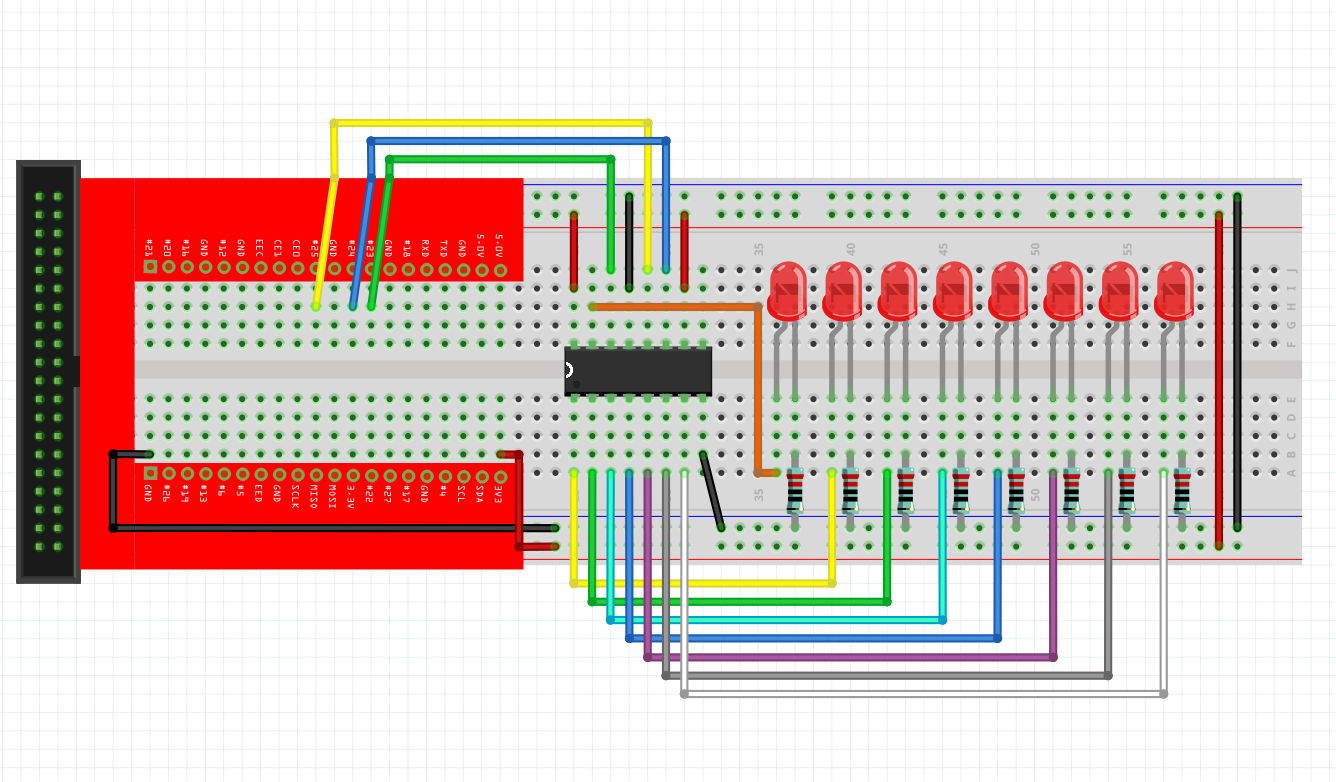 #21 #20 #16 GND #12 GND EEC CE1 CE0 #25 GND #24 #23 GND #18 RXD TXD GND 5.0V 5.0V
35 40 45 50 55
J
I
H
G
F
E
D
C
B
A
GND #26 #19 #13 #6 #5 EED GND SCLK MISO MOSI 3.3V #22 #27 #17 GND #4 SCL SDA 3V3
35 50